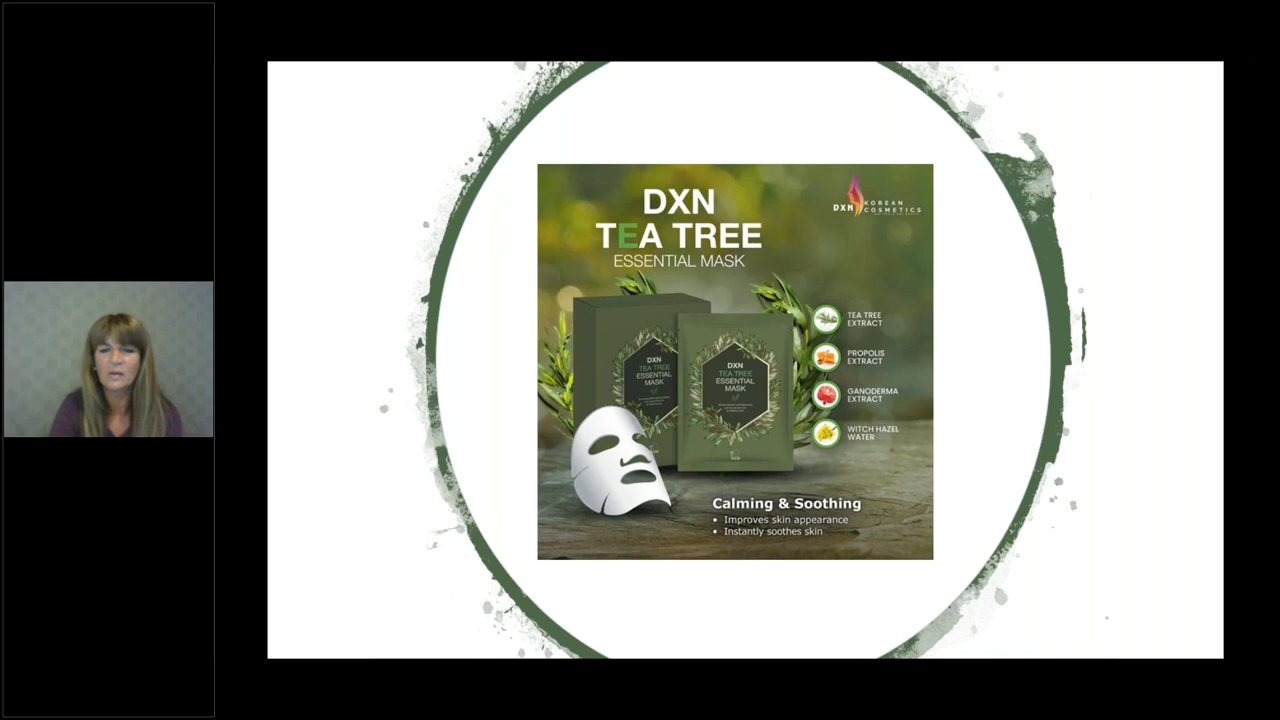 DXN
TEA TREE
ESSENTIAL MASK
DXN KOREAN
COSMETICS
DXN
TEA TREE
ESSENTIAL
MASK
DXN
TEA TREE
ESSENTIAL
MASK
TEA TREE
EXTRACT
PROPOLIS
EXTRACT
GANODERMA
EXTRACT
WITCH HAZEL
WATER
Calming & Soothing
• Improves skin appearance
• Instantly soothes skin